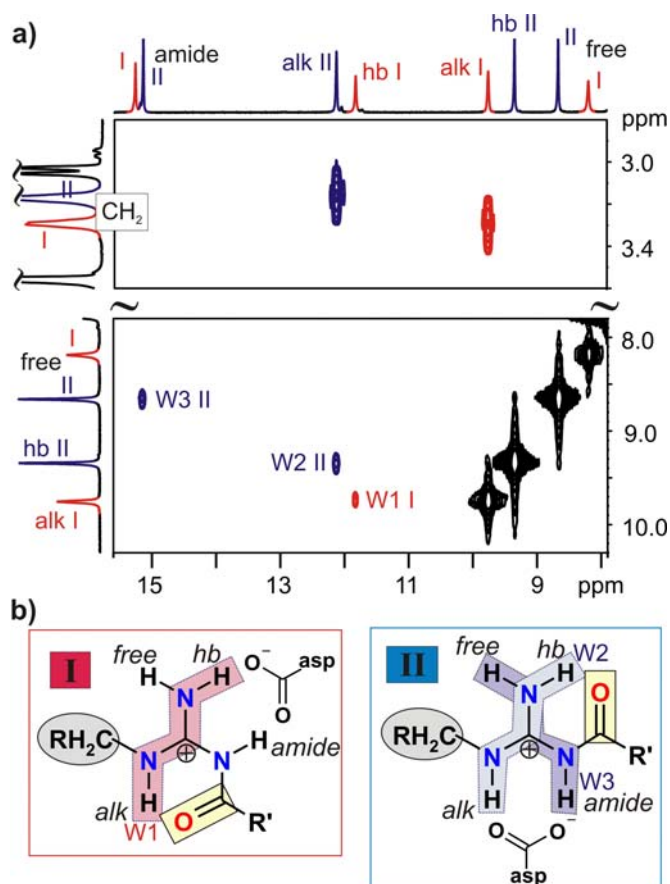 a)
I II amide alk II hb I alk I hb II II free I
ppm
II
I
CH₂
3.0
3.4
~ ~
I
free
II
hb II
alk I
W3 II
W2 II
W1 I
8.0
9.0
10.0
15 13 11 9 ppm
b)
I
free hb
H H O⁻ asp
N O
RH₂C N ⊕ N H amide
H
alk W1 O R'
II
free hb W2
H H O
N
RH₂C N ⊕ N R'
H H W3
alk amide
O O⁻
asp